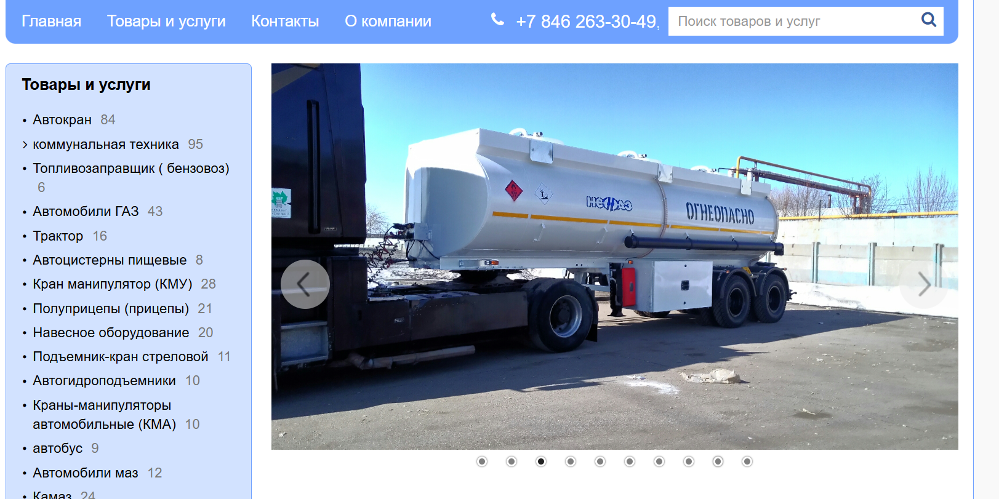 Главная Товары и услуги Контакты О компании +7 846 263-30-49, Поиск товаров и услуг
Товары и услуги
Автокран 84
коммунальная техника 95
Топливозаправщик ( бензовоз)
6
Автомобили ГАЗ 43
Трактор 16
Автоцистерны пищевые 8
Кран манипулятор (КМУ) 28
Полуприцепы (прицепы) 21
Навесное оборудование 20
Подъемник-кран стреловой 11
Автогидроподъемники 10
Краны-манипуляторы
автомобильные (КМА) 10
автобус 9
Автомобили маз 12
Камаз 24
НЕФАЗ
ОГНЕОПАСНО